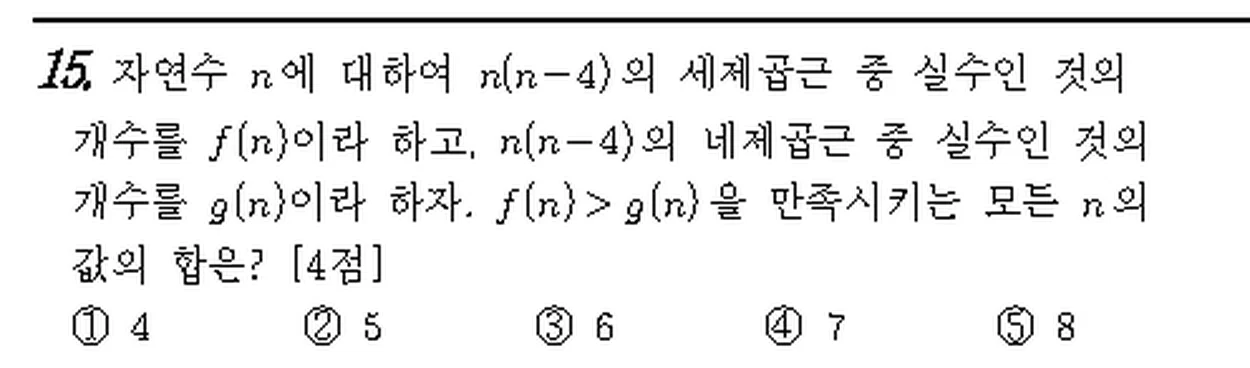 15. 자연수 n에 대하여 n(n-4)의 세제곱근 중 실수인 것의
개수를 f(n)이라 하고, n(n-4)의 네제곱근 중 실수인 것의
개수를 g(n)이라 하자. f(n)>g(n)을 만족시키는 모든 n의
값의 합은? [4점]
① 4 ② 5 ③ 6 ④ 7 ⑤ 8